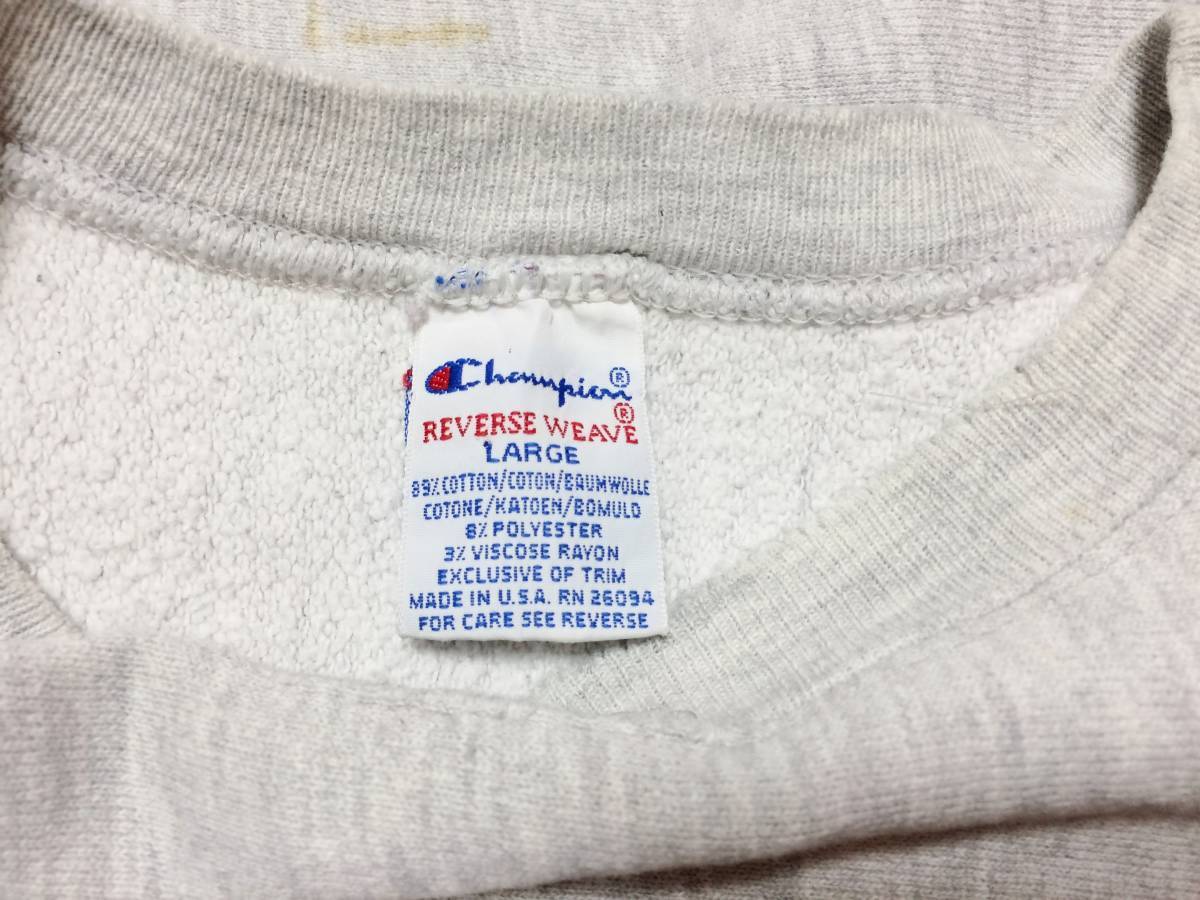 Champion®
REVERSE WEAVE®
LARGE
89% COTTON/COTON/BAUMWOLLE
COTONE/KATOEN/BOMULD
8% POLYESTER
3% VISCOSE RAYON
EXCLUSIVE OF TRIM
MADE IN U.S.A. RN 26094
FOR CARE SEE REVERSE